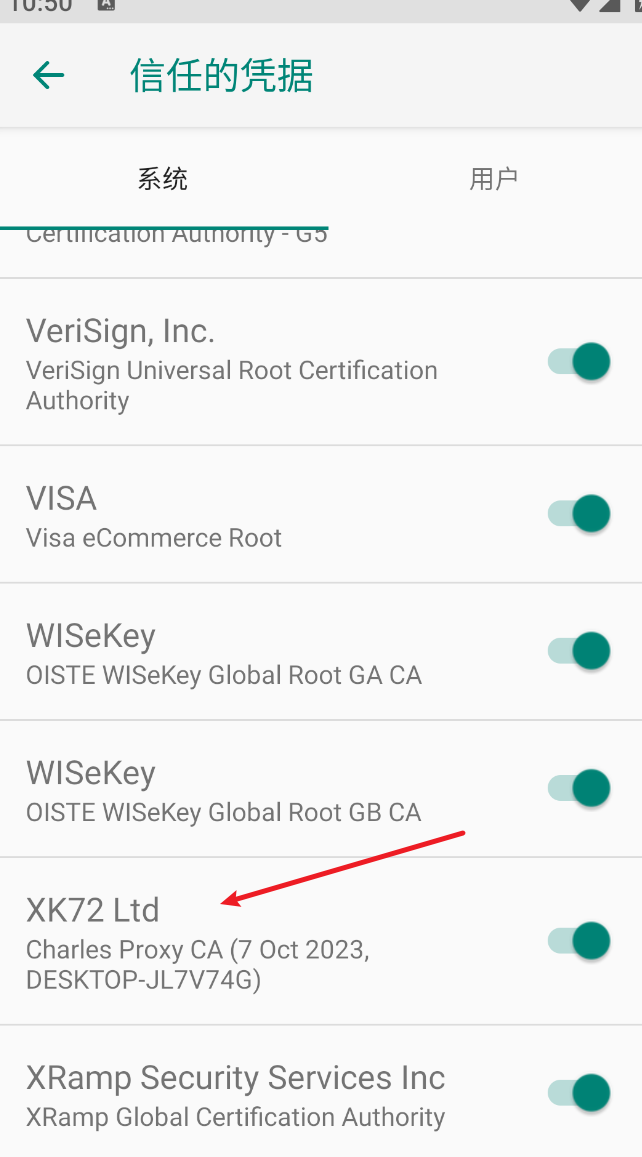 10:50
信任的凭据
系统
用户
Certification Authority - G5
VeriSign, Inc.
VeriSign Universal Root Certification
Authority
VISA
Visa eCommerce Root
WISeKey
OISTE WISeKey Global Root GA CA
WISeKey
OISTE WISeKey Global Root GB CA
XK72 Ltd
Charles Proxy CA (7 Oct 2023,
DESKTOP-JL7V74G)
XRamp Security Services Inc
XRamp Global Certification Authority